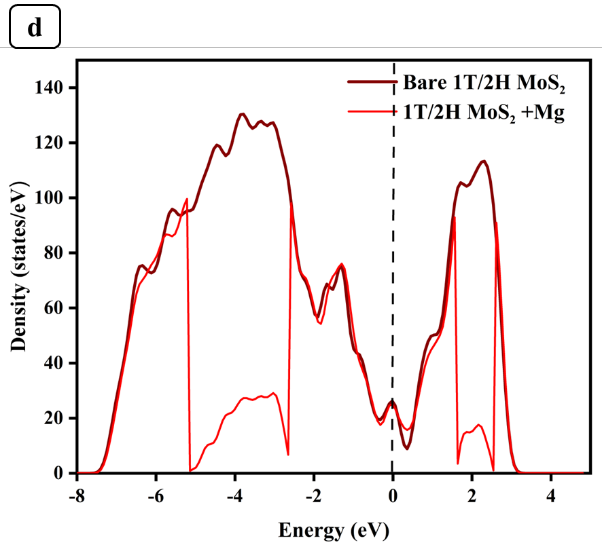 d
Density (states/eV)
140
120
100
80
60
40
20
0
Bare 1T/2H MoS₂
1T/2H MoS₂ +Mg
-8 -6 -4 -2 0 2 4
Energy (eV)